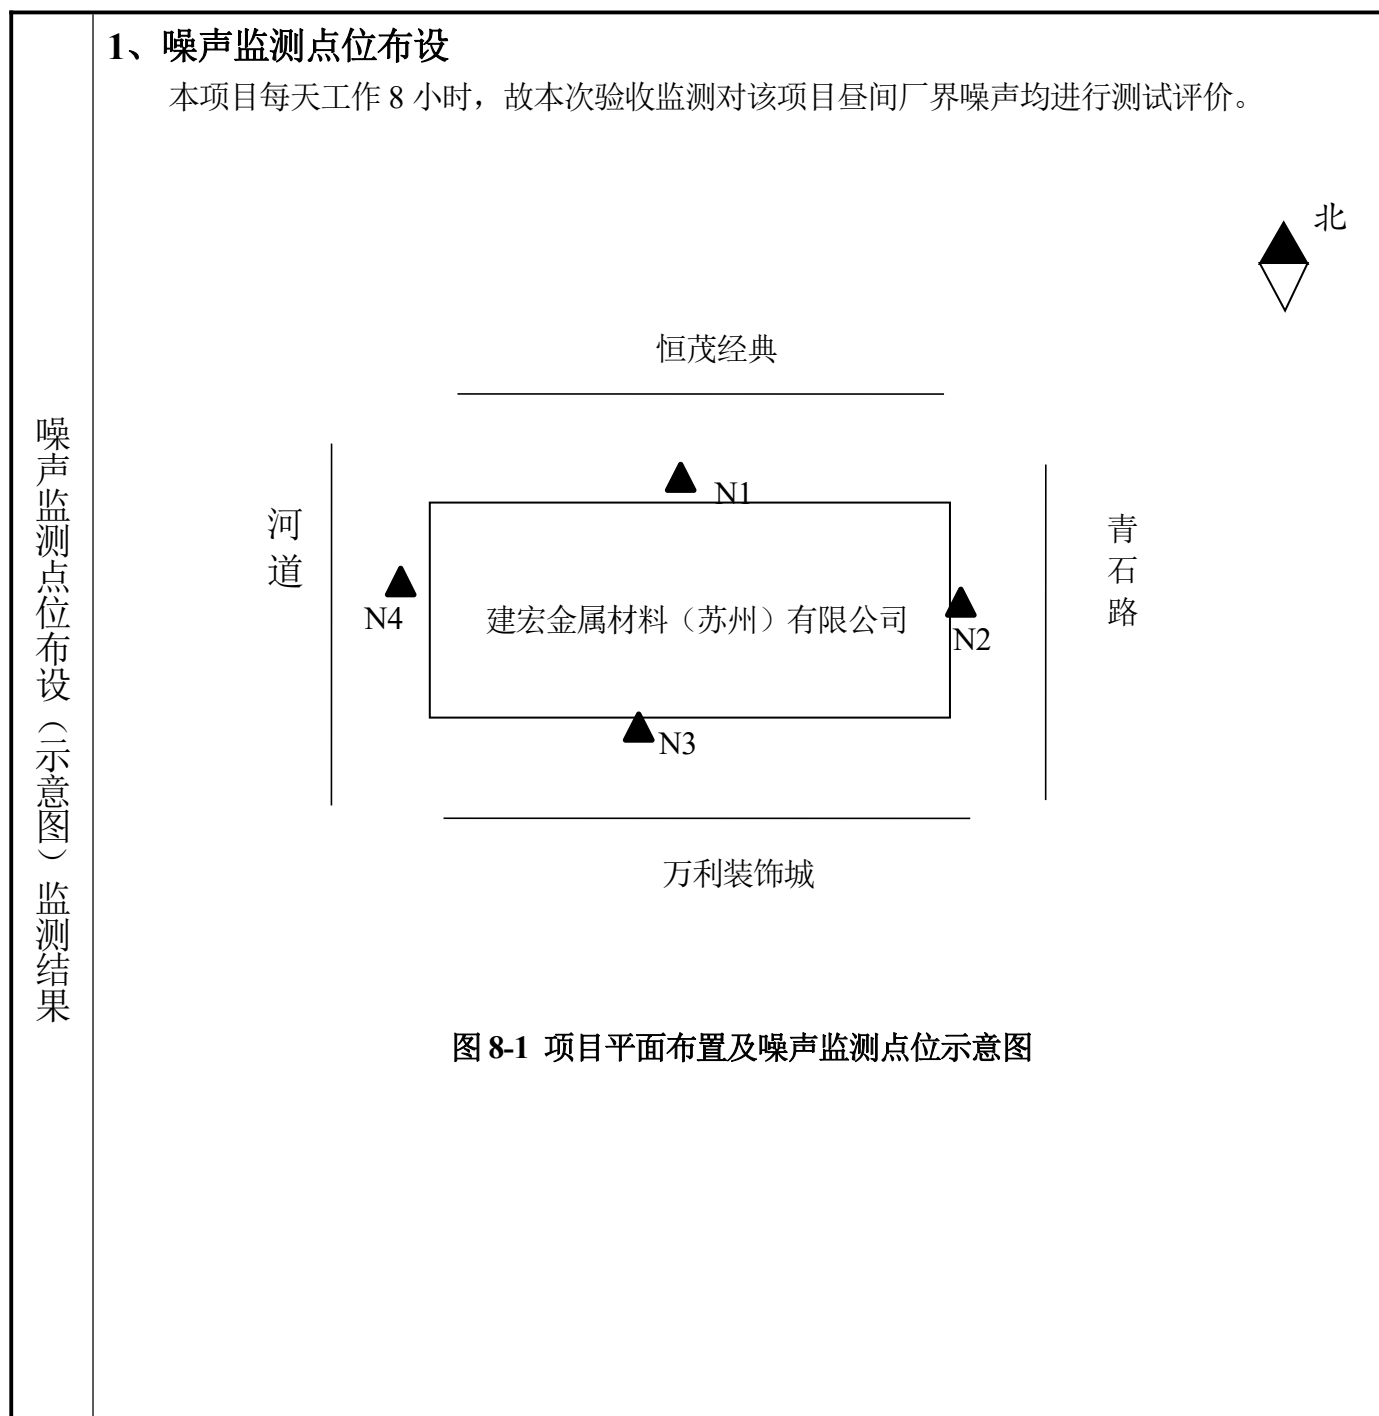 噪声监测点位布设（示意图）监测结果
1、噪声监测点位布设
本项目每天工作 8 小时，故本次验收监测对该项目昼间厂界噪声均进行测试评价。
北
恒茂经典
N1
河道
青石路
N4
建宏金属材料（苏州）有限公司
N2
N3
万利装饰城
图 8-1 项目平面布置及噪声监测点位示意图